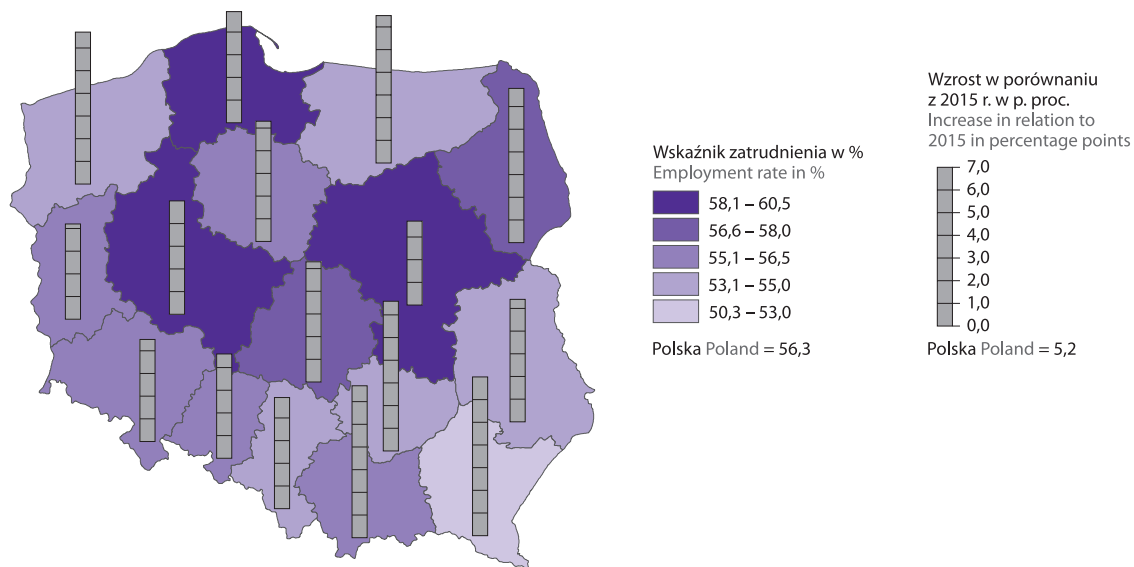 Wskaźnik zatrudnienia w %
Employment rate in %
58,1 – 60,5
56,6 – 58,0
55,1 – 56,5
53,1 – 55,0
50,3 – 53,0
Polska Poland = 56,3
Wzrost w porównaniu
z 2015 r. w p. proc.
Increase in relation to
2015 in percentage points
7,0
6,0
5,0
4,0
3,0
2,0
1,0
0,0
Polska Poland = 5,2